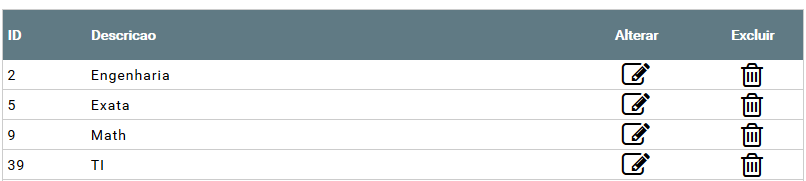 ID Descricao Alterar Excluir
2 Engenharia
5 Exata
9 Math
39 TI